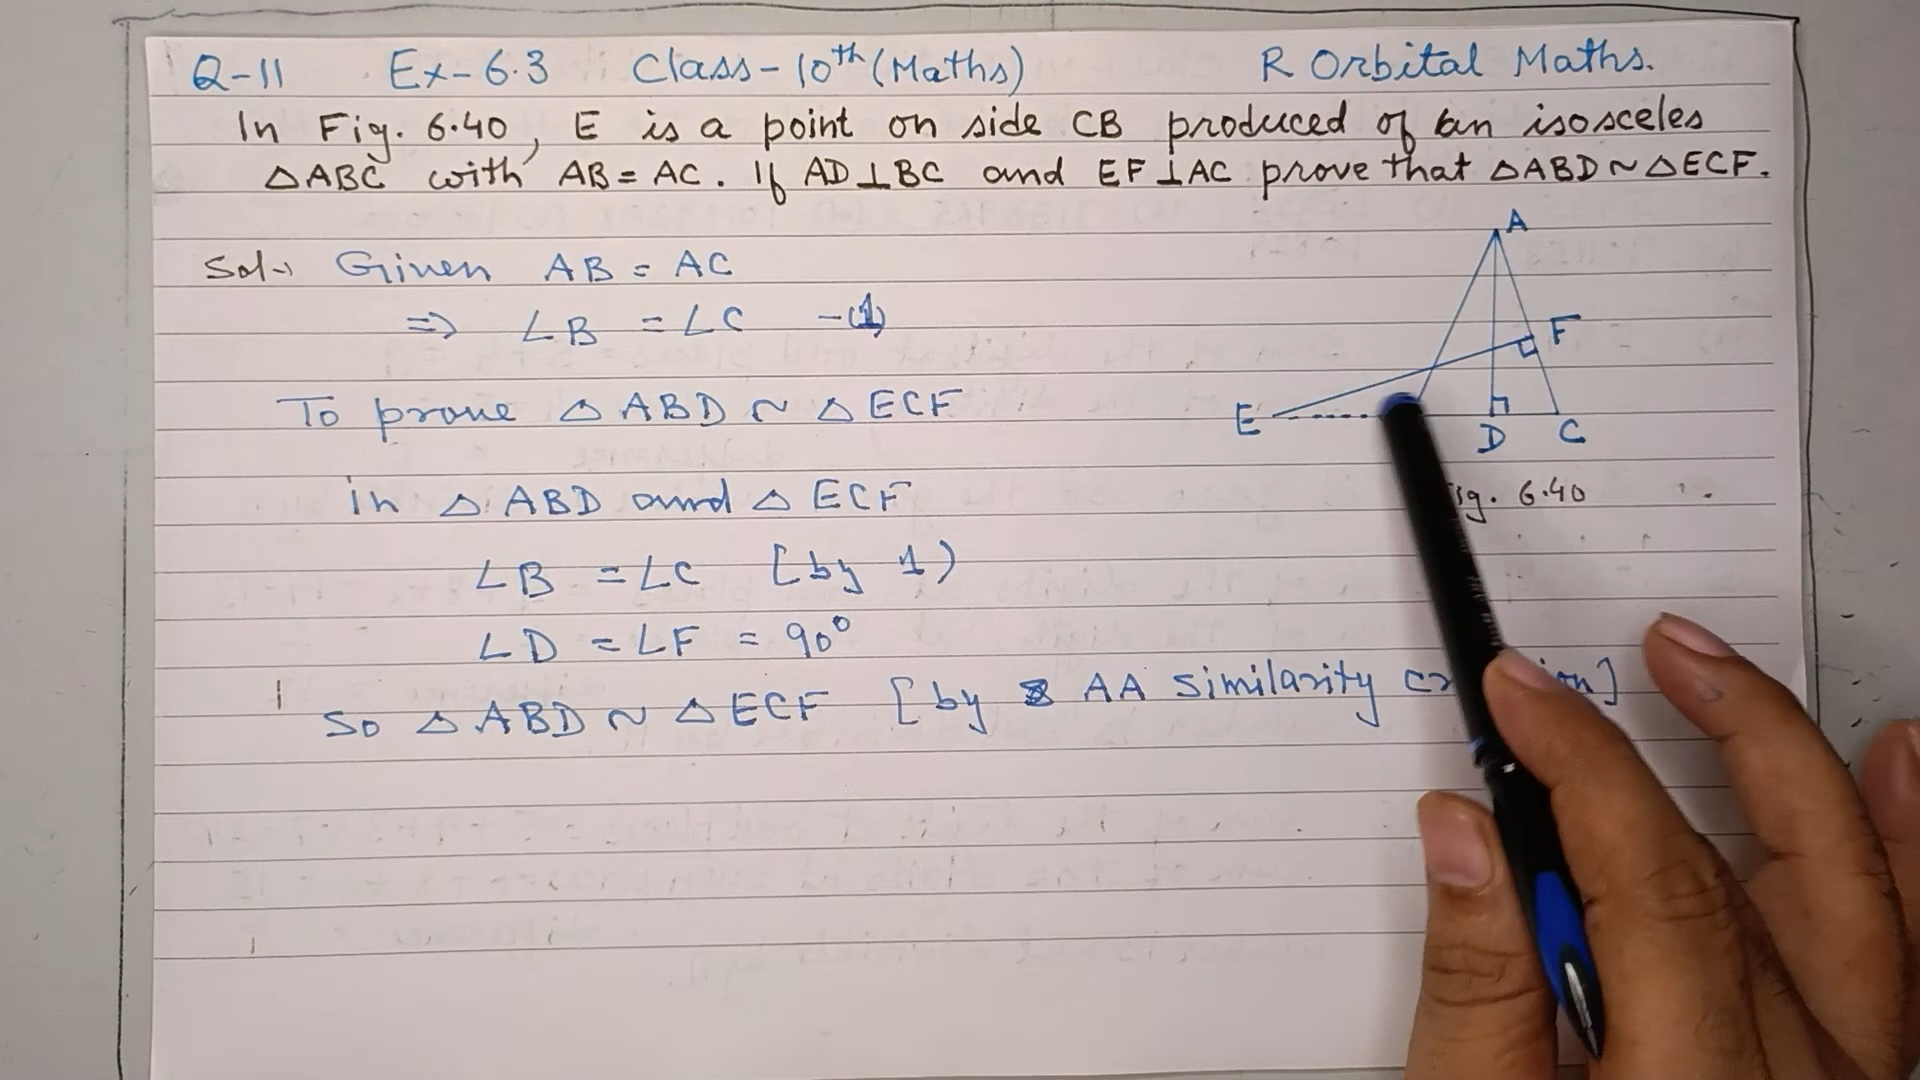 Q-11 Ex-6.3 Class-10th (Maths) R Orbital Maths.
In Fig. 6.40, E is a point on side CB produced of an isosceles
△ABC with AB = AC. If AD⊥BC and EF⊥AC prove that △ABD ~ △ECF.
Sol→ Given AB = AC
⇒ ∠B = ∠C -(1)
To prove △ABD ~ △ECF
in △ABD and △ECF
∠B = ∠C [by 1)
∠D = ∠F = 90°
So △ABD ~ △ECF [by AA similarity
A
F
E
D C
6.40